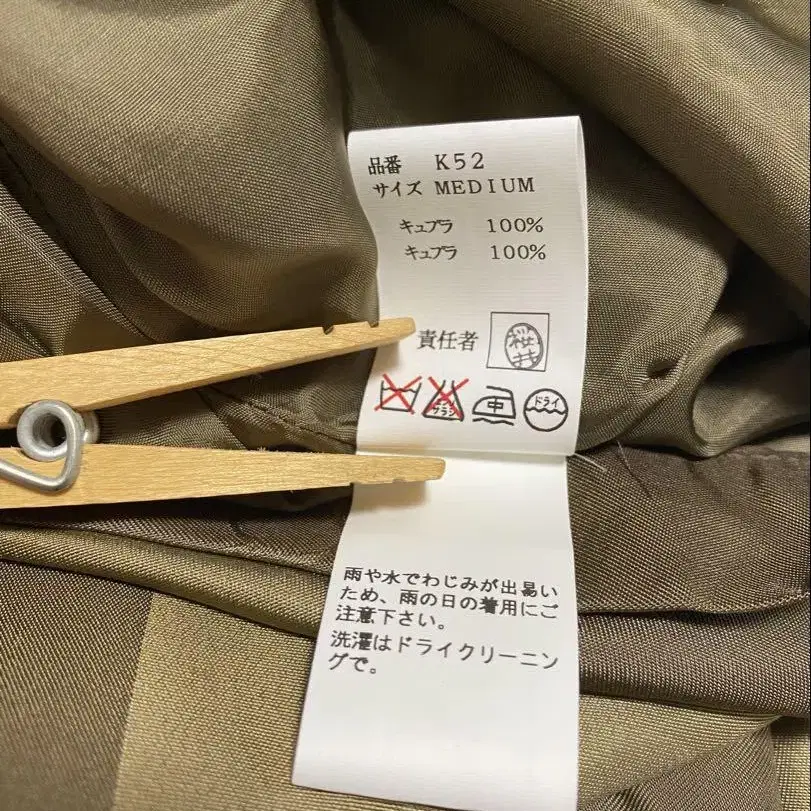 品番 K52
サイズ MEDIUM
キュプラ 100%
キュプラ 100%
責任者
中
ドライ
雨や水でわじみが出易い
ため、雨の日の着用にご
注意下さい。
洗濯はドライクリーニン
グで。